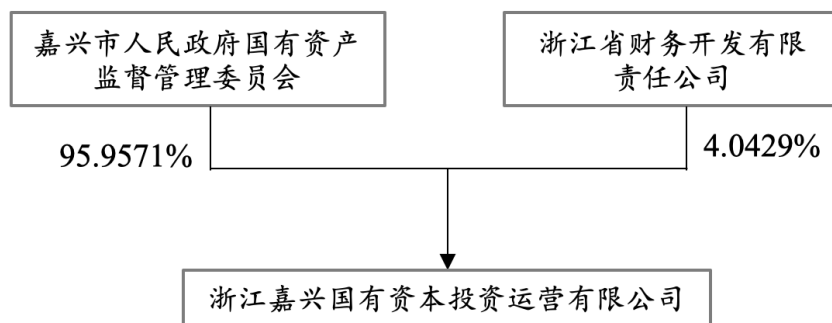 嘉兴市人民政府国有资产
监督管理委员会
浙江省财务开发有限
责任公司
95.9571%
4.0429%
浙江嘉兴国有资本投资运营有限公司